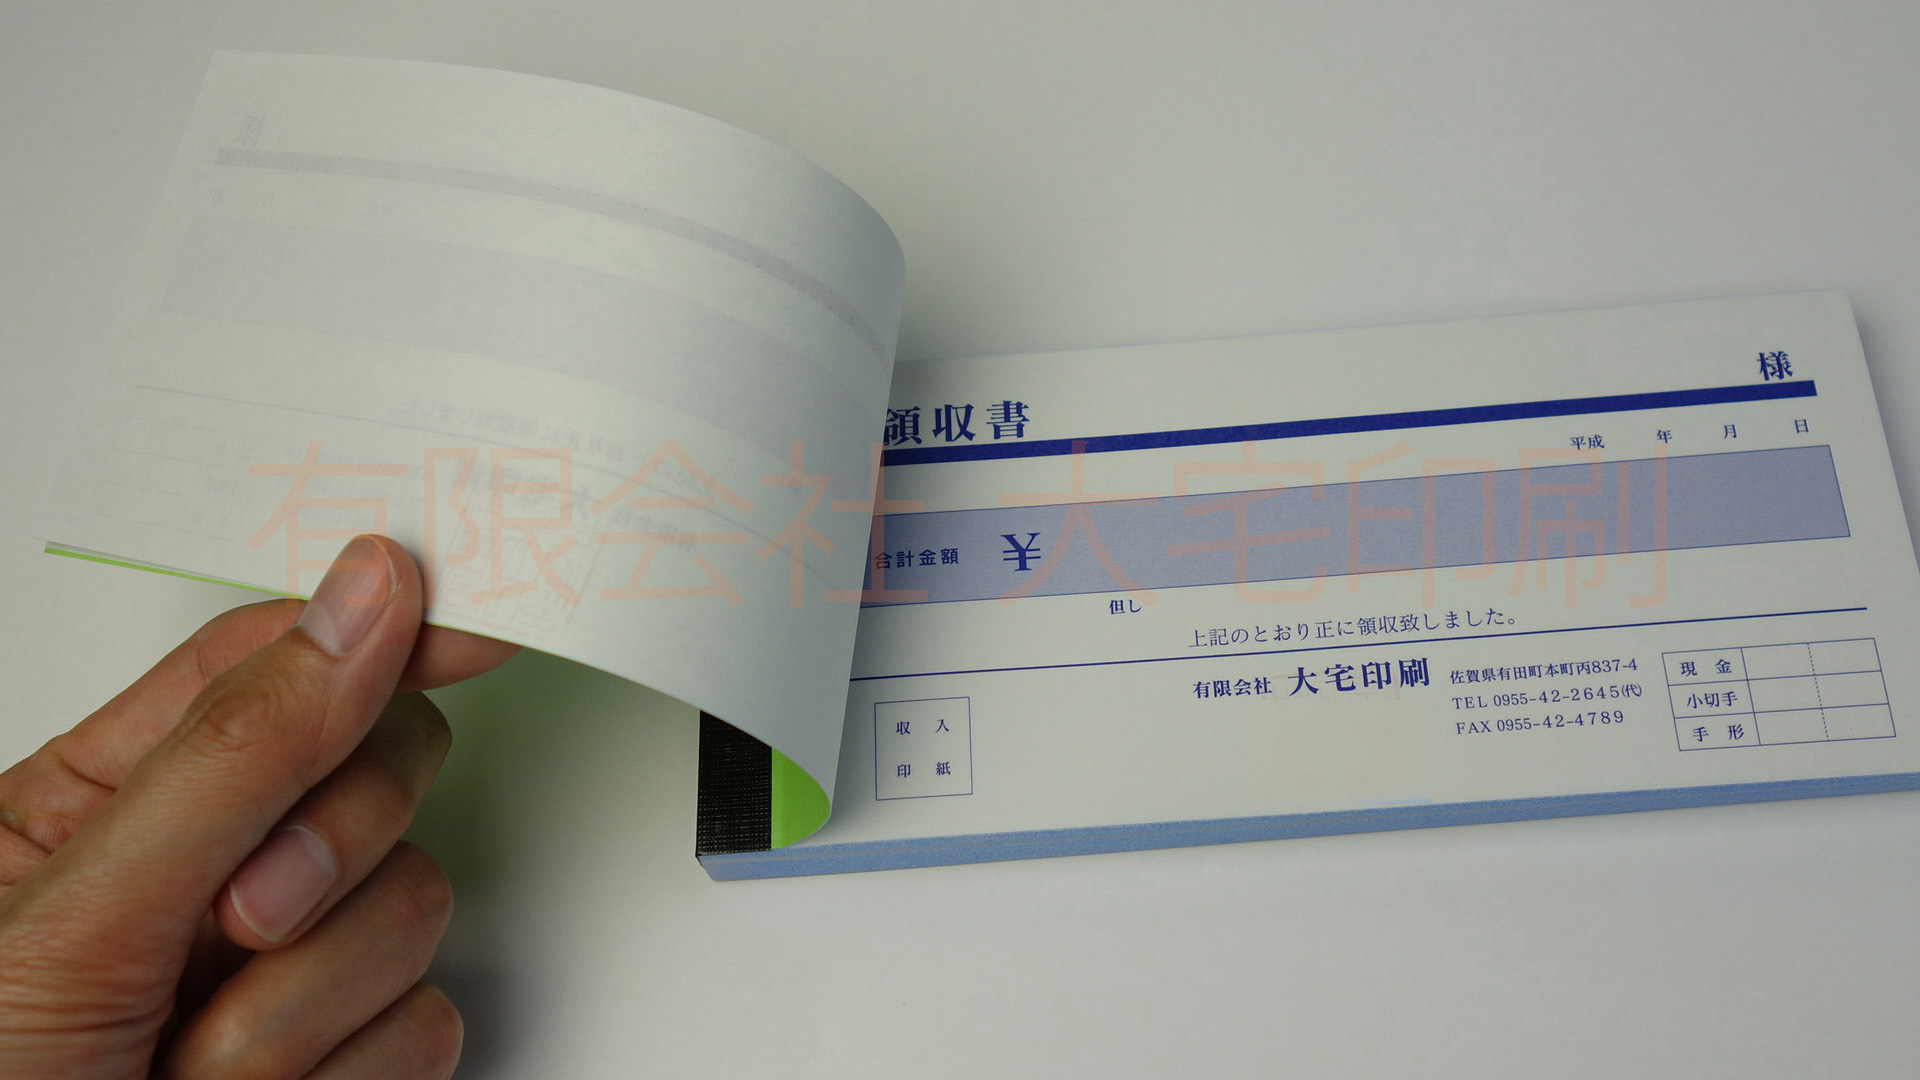 領収書
様
平成 年 月 日
合計金額 ¥
但し
上記のとおり正に領収致しました。
有限会社 大宅印刷
佐賀県有田町本町丙837-4
TEL 0955-42-2645㈹
FAX 0955-42-4789
収入
印紙
現金
小切手
手形
有限会社 大宅印刷